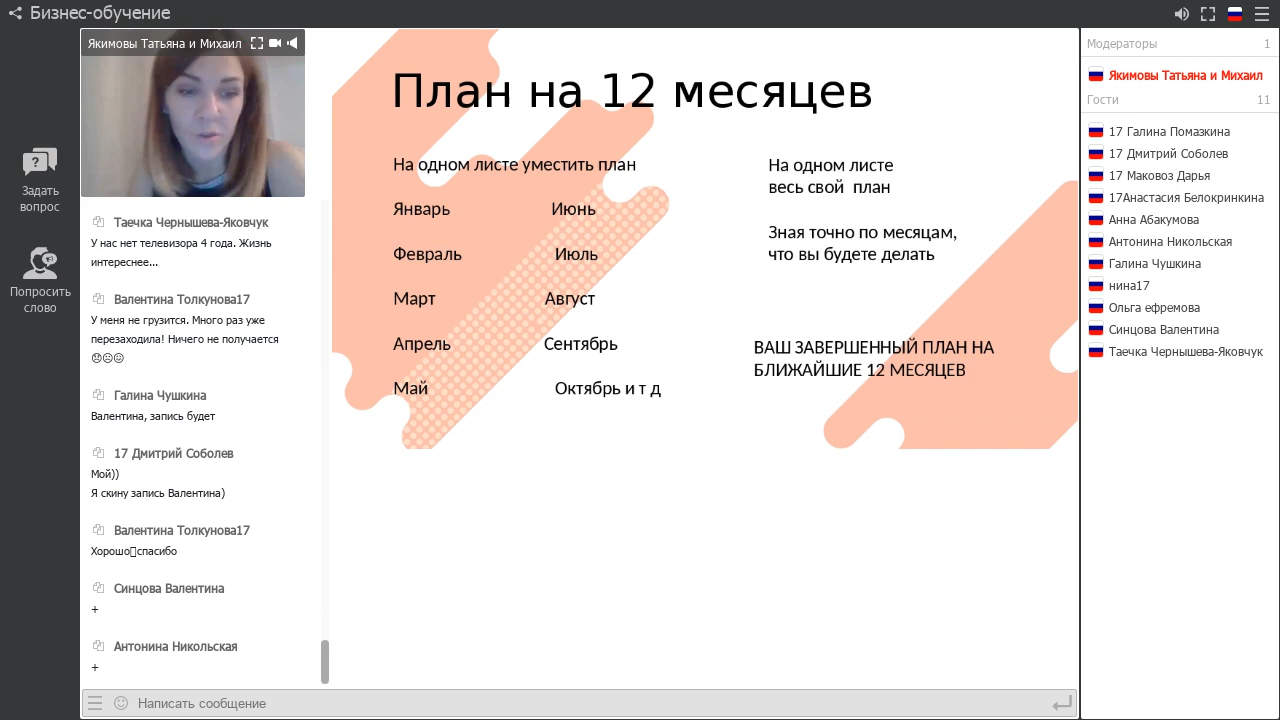 Бизнес-обучение
Задать
вопрос
Попросить
слово
Якимовы Татьяна и Михаил
Таечка Чернышева-Яковчук
У нас нет телевизора 4 года. Жизнь
интереснее...
Валентина Толкунова17
У меня не грузится. Много раз уже
перезаходила! Ничего не получается
Галина Чушкина
Валентина, запись будет
17 Дмитрий Соболев
Мой))
Я скину запись Валентина)
Валентина Толкунова17
Хорошо спасибо
Синцова Валентина
+
Антонина Никольская
+
Написать сообщение
План на 12 месяцев
На одном листе уместить план
Январь Июнь
Февраль Июль
Март Август
Апрель Сентябрь
Май Октябрь и т д
На одном листе
весь свой план
Зная точно по месяцам,
что вы будете делать
ВАШ ЗАВЕРШЕННЫЙ ПЛАН НА
БЛИЖАЙШИЕ 12 МЕСЯЦЕВ
Модераторы 1
Якимовы Татьяна и Михаил
Гости 11
17 Галина Помазкина
17 Дмитрий Соболев
17 Маковоз Дарья
17Анастасия Белокринкина
Анна Абакумова
Антонина Никольская
Галина Чушкина
нина17
Ольга ефремова
Синцова Валентина
Таечка Чернышева-Яковчук